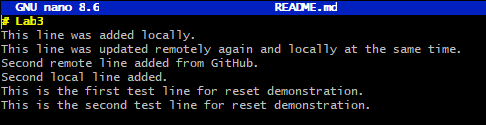 GNU nano 8.6 README.md
# Lab3
This line was added locally.
This line was updated remotely again and locally at the same time.
Second remote line added from GitHub.
Second local line added.
This is the first test line for reset demonstration.
This is the second test line for reset demonstration.